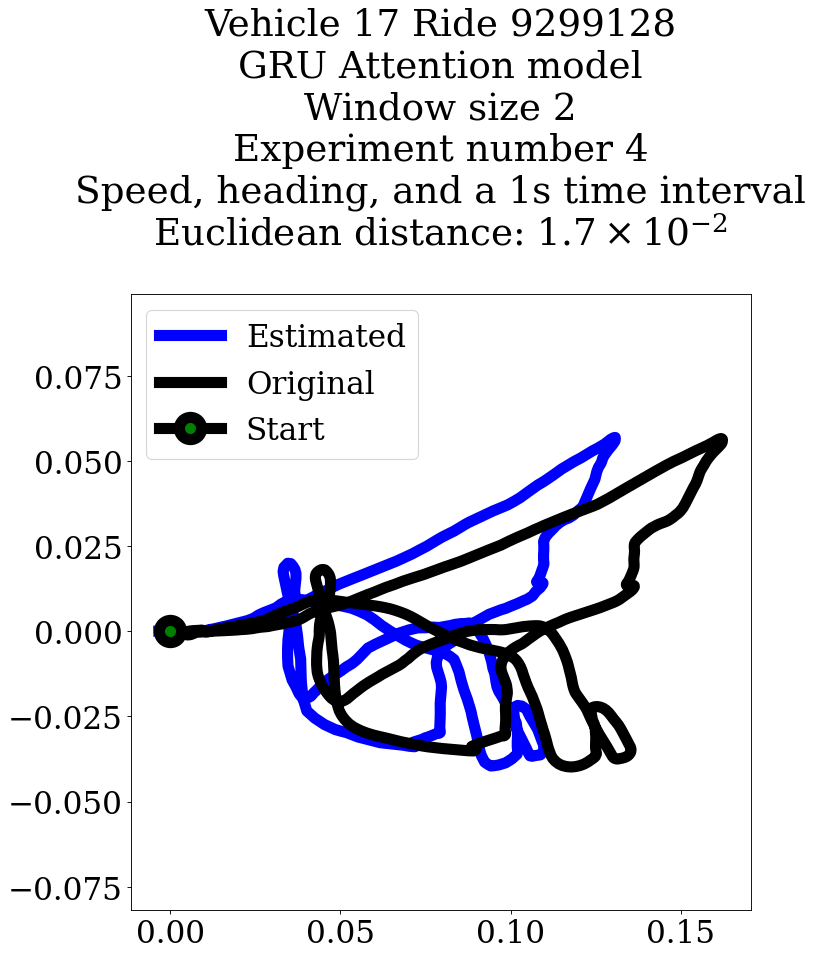 Vehicle 17 Ride 9299128
GRU Attention model
Window size 2
Experiment number 4
Speed, heading, and a 1s time interval
Euclidean distance: 1.7 × 10⁻²
Estimated
Original
Start
0.075
0.050
0.025
0.000
−0.025
−0.050
−0.075
0.00 0.05 0.10 0.15